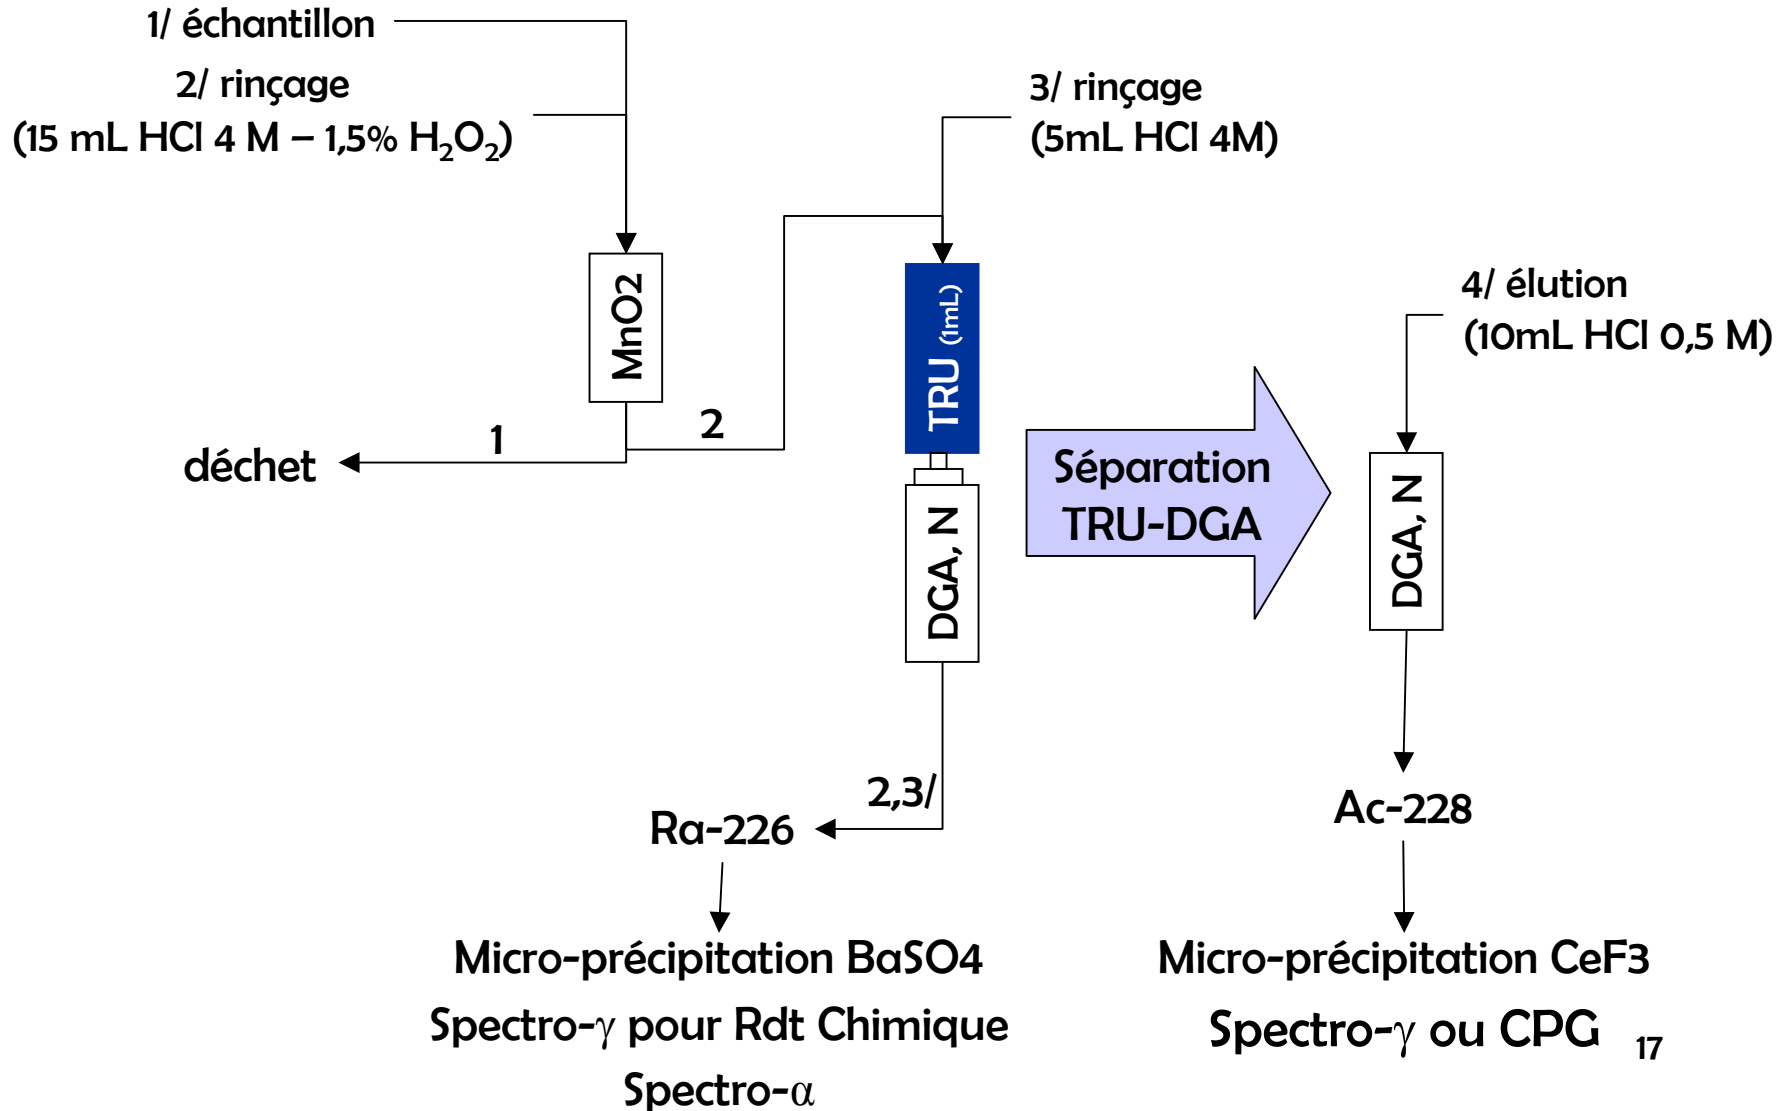 1/ échantillon
2/ rinçage
(15 mL HCl 4 M – 1,5% H₂O₂)
3/ rinçage
(5mL HCl 4M)
MnO2
TRU (1mL)
DGA, N
1
2
déchet
Séparation
TRU-DGA
4/ élution
(10mL HCl 0,5 M)
DGA, N
2,3/
Ra-226
Ac-228
Micro-précipitation BaSO4
Spectro-γ pour Rdt Chimique
Spectro-α
Micro-précipitation CeF3
Spectro-γ ou CPG
17